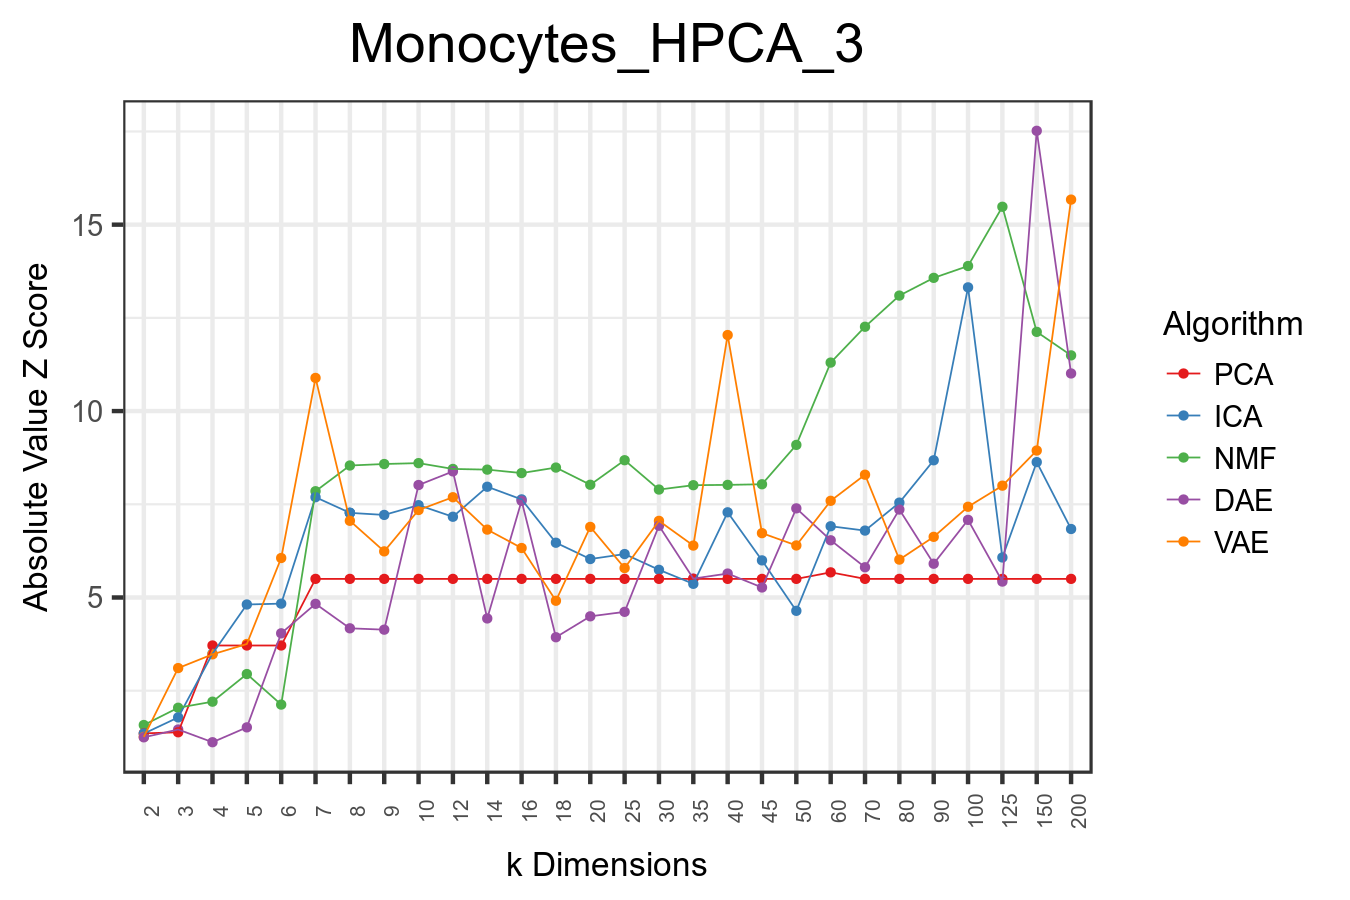 Monocytes_HPCA_3
Absolute Value Z Score
15
10
5
2 3 4 5 6 7 8 9 10 12 14 16 18 20 25 30 35 40 45 50 60 70 80 90 100 125 150 200
k Dimensions
Algorithm
PCA
ICA
NMF
DAE
VAE